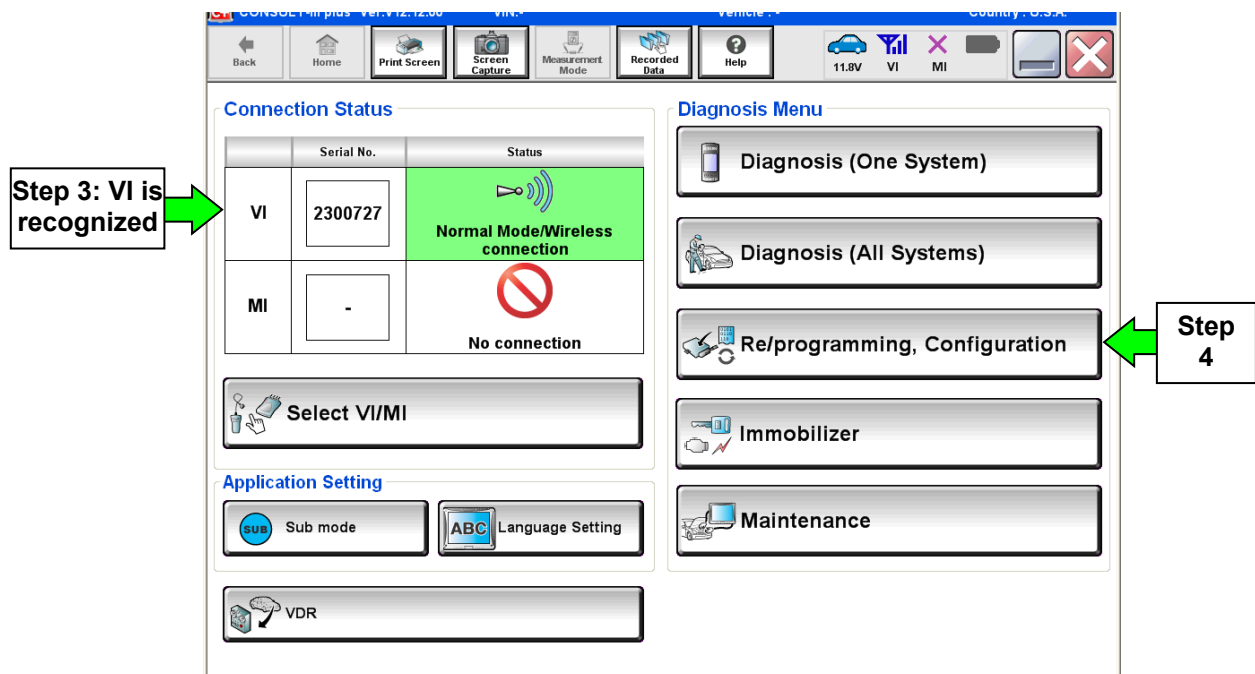 CONSULT-III plus Ver.V12.12.00 VIN:- Vehicle : - Country : U.S.A.
Back
Home
Print Screen
Screen
Capture
Measurement
Mode
Recorded
Data
Help
11.8V
VI
MI
Connection Status
Serial No.
Status
VI
2300727
Normal Mode/Wireless
connection
MI
-
No connection
Select VI/MI
Application Setting
SUB
Sub mode
ABC
Language Setting
VDR
Diagnosis Menu
Diagnosis (One System)
Diagnosis (All Systems)
Re/programming, Configuration
Immobilizer
Maintenance
Step 3: VI is
recognized
Step
4